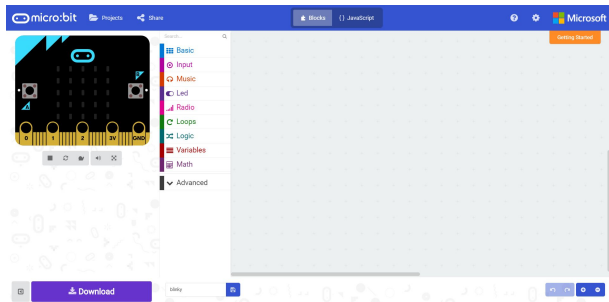 micro:bit Projects Share Blocks {} JavaScript Microsoft
Search...
Getting Started
Basic
Input
Music
Led
Radio
Loops
Logic
Variables
Math
Advanced
A
B
0 1 2 3V GND
Download
blinky